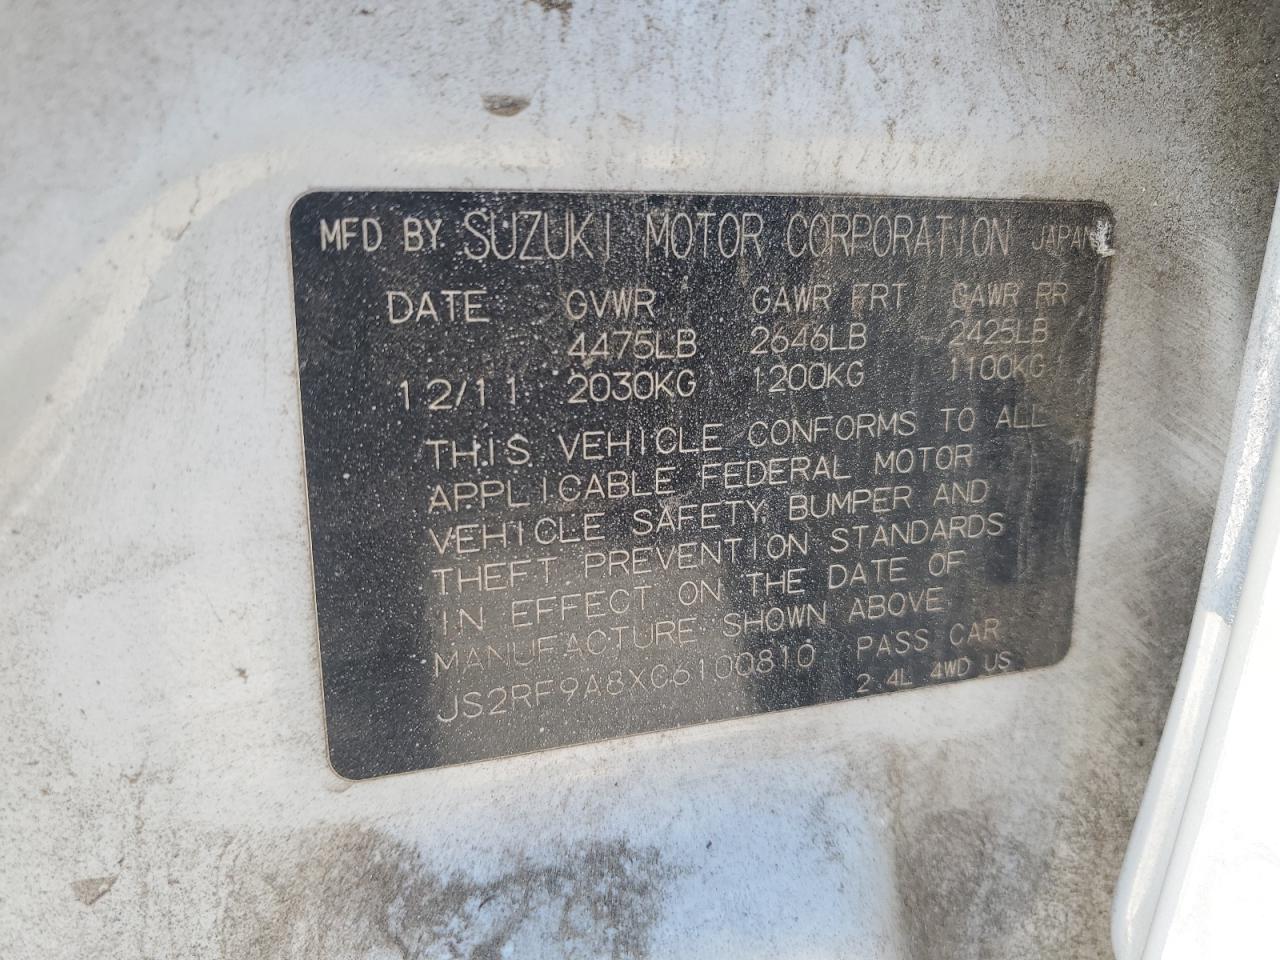 MFD BY SUZUKI MOTOR CORPORATION JAPAN
DATE GVWR GAWR FRT GAWR RR
4475LB 2646LB 2425LB
12/11 2030KG 1200KG 1100KG
THIS VEHICLE CONFORMS TO ALL
APPLICABLE FEDERAL MOTOR
VEHICLE SAFETY, BUMPER AND
THEFT PREVENTION STANDARDS
IN EFFECT ON THE DATE OF
MANUFACTURE SHOWN ABOVE
JS2RF9A8XC6100810 PASS CAR
2.4L 4WD US